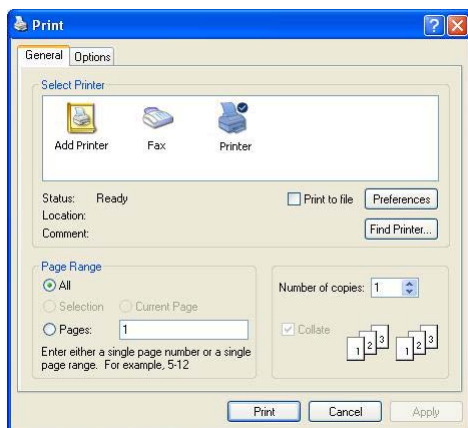 Print
General Options
Select Printer
Add Printer Fax Printer
Status: Ready
Print to file Preferences
Location:
Comment:
Find Printer...
Page Range
All
Selection Current Page
Pages: 1
Enter either a single page number or a single
page range. For example, 5-12
Number of copies: 1
Collate
1 2 3 1 2 3
Print Cancel Apply